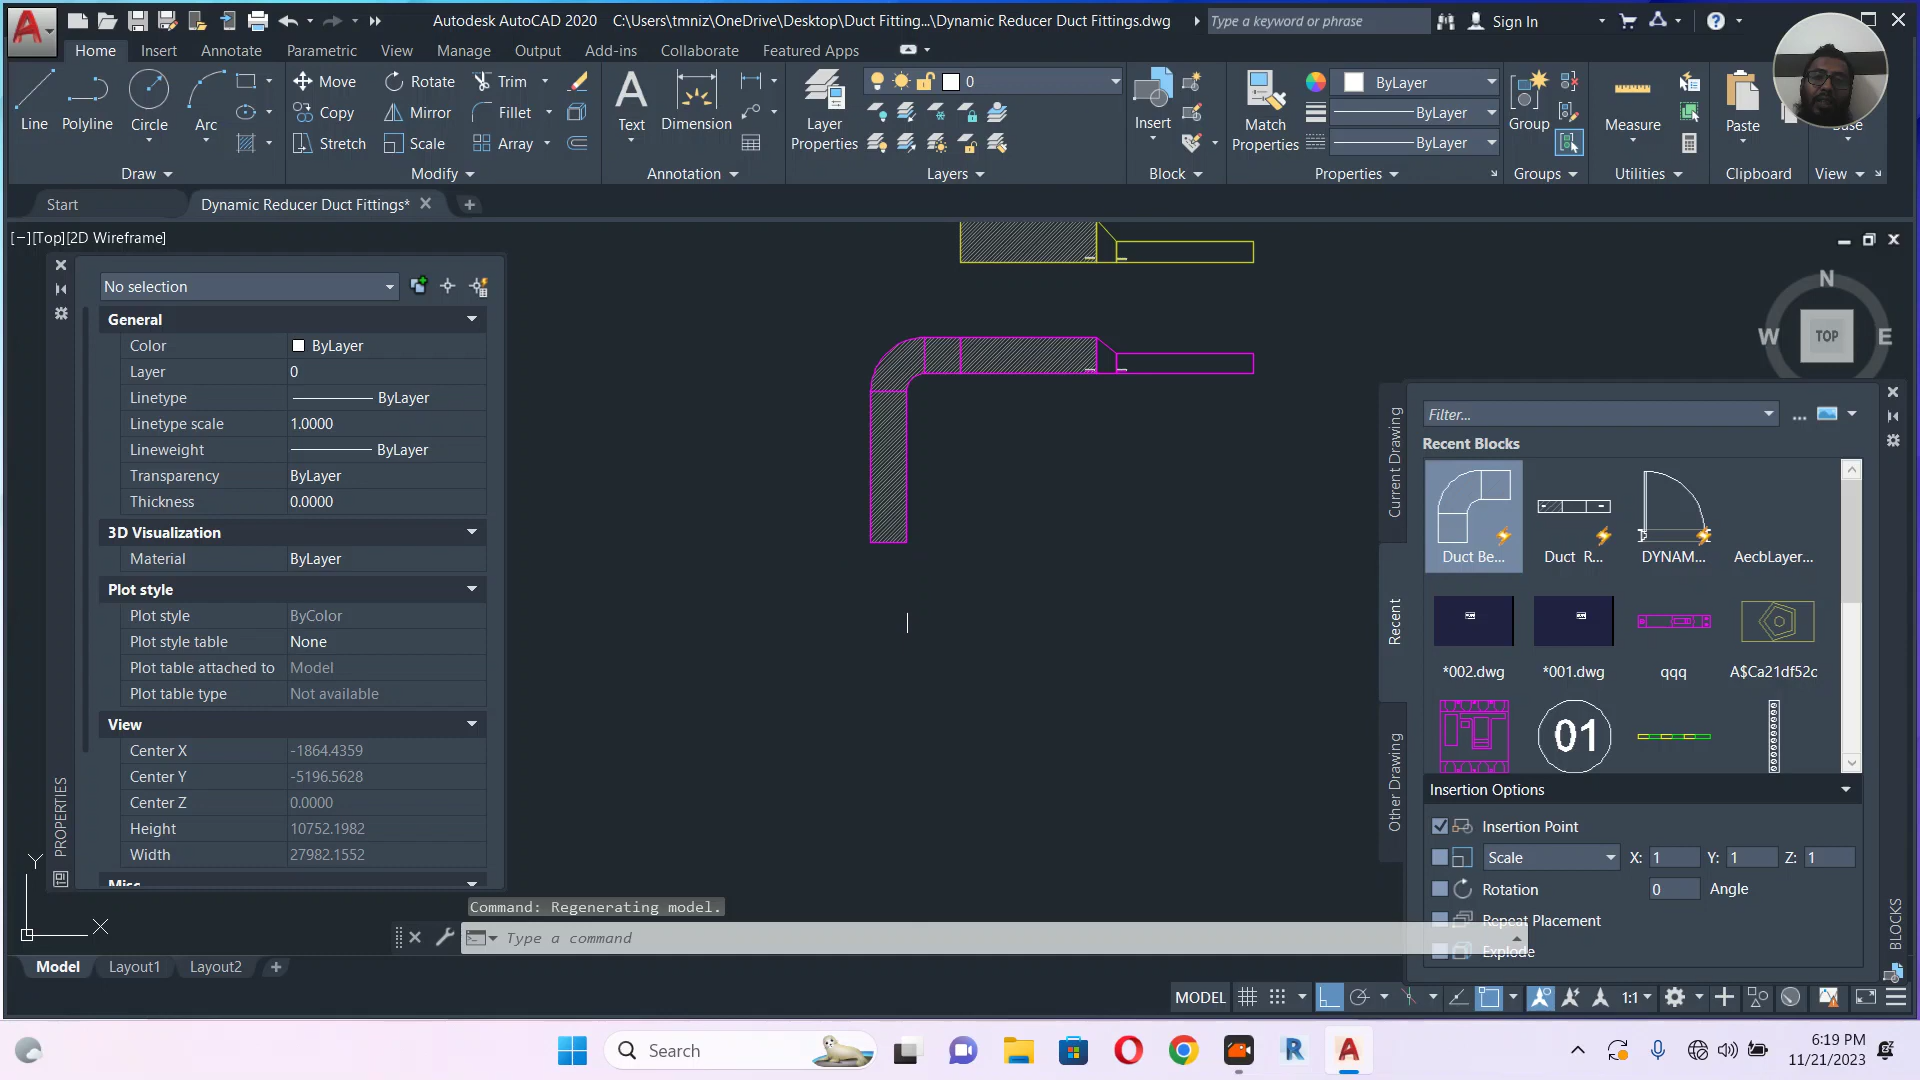 Autodesk AutoCAD 2020 C:\Users\tmniz\OneDrive\Desktop\Duct Fitting...\Dynamic Reducer Duct Fittings.dwg
Type a keyword or phrase
Sign In
Home Insert Annotate Parametric View Manage Output Add-ins Collaborate Featured Apps
Line
Polyline
Circle
Arc
Draw
Move
Rotate
Trim
Copy
Mirror
Fillet
Stretch
Scale
Array
Modify
Text
Dimension
Annotation
Layer
Properties
0
Layers
Insert
Block
Match
Properties
ByLayer
ByLayer
ByLayer
Properties
Group
Groups
Measure
Utilities
Paste
Clipboard
Base
View
Start
Dynamic Reducer Duct Fittings*
[−][Top][2D Wireframe]
N
W
TOP
E
No selection
General
Color ByLayer
Layer 0
Linetype ByLayer
Linetype scale 1.0000
Lineweight ByLayer
Transparency ByLayer
Thickness 0.0000
3D Visualization
Material ByLayer
Plot style
Plot style ByColor
Plot style table None
Plot table attached to Model
Plot table type Not available
View
Center X -1864.4359
Center Y -5196.5628
Center Z 0.0000
Height 10752.1982
Width 27982.1552
Misc
PROPERTIES
Y
X
Filter...
...
Recent Blocks
Current Drawing
Recent
Other Drawing
Duct Be...
Duct R...
DYNAM...
AecbLayer...
*002.dwg
*001.dwg
qqq
A$Ca21df52c
01
Insertion Options
Insertion Point
Scale X: 1 Y: 1 Z: 1
Rotation 0 Angle
Repeat Placement
Explode
BLOCKS
Command: Regenerating model.
Type a command
Model Layout1 Layout2
MODEL
1:1
Search
6:19 PM
11/21/2023